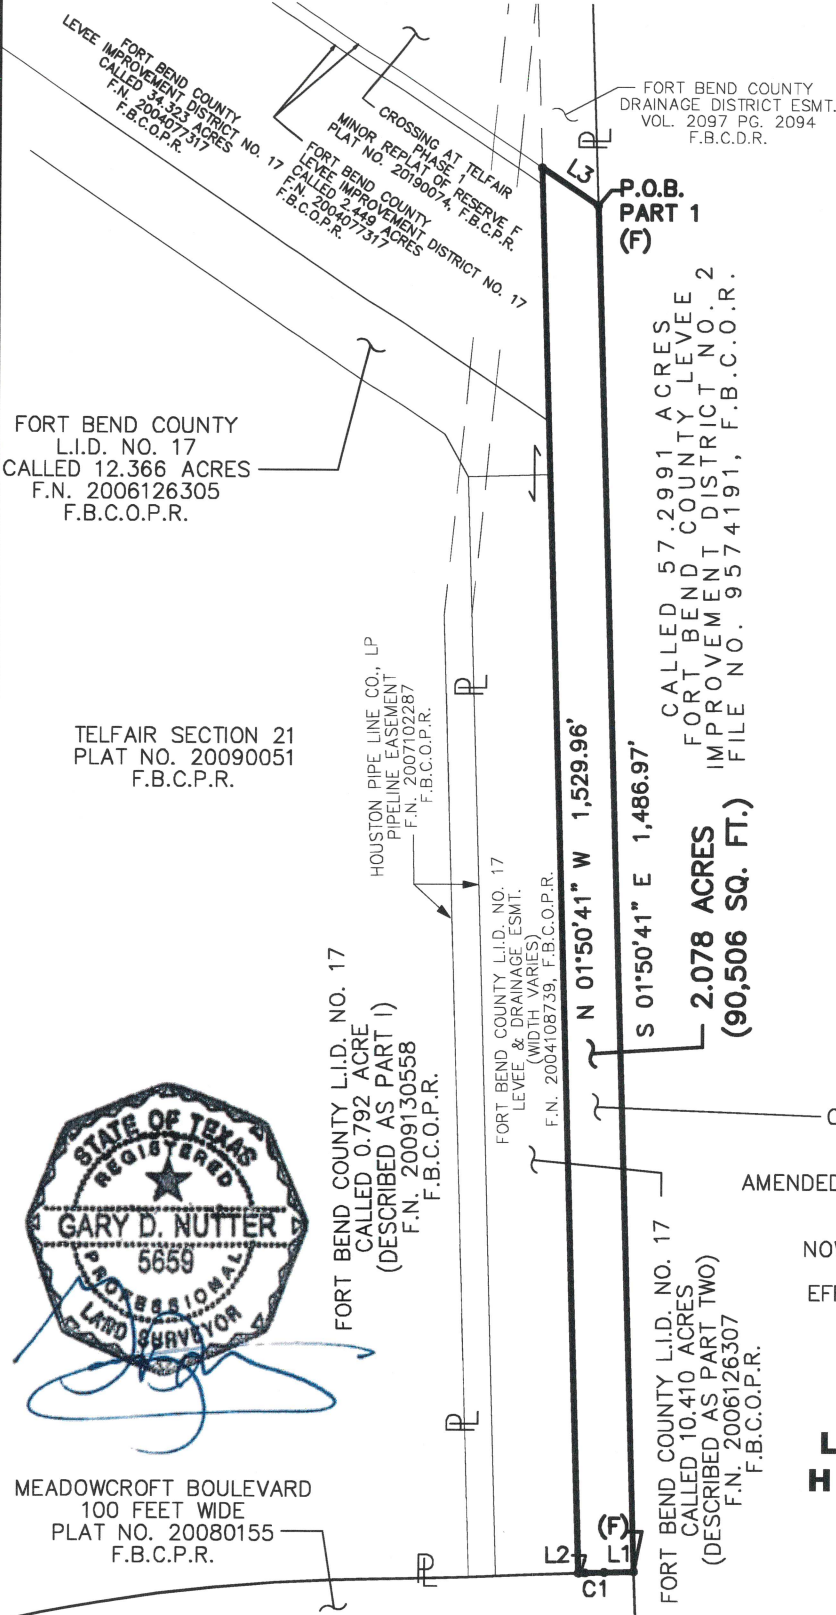 FORT BEND COUNTY
LEVEE IMPROVEMENT DISTRICT NO. 17
CALLED 34.323 ACRES
F.N. 2004077317
F.B.C.O.P.R.
CROSSING AT TELFAIR
PHASE 1
MINOR REPLAT OF RESERVE F
PLAT NO. 20190074, F.B.C.P.R.
FORT BEND COUNTY
LEVEE IMPROVEMENT DISTRICT NO. 17
CALLED 2.449 ACRES
F.N. 2004077317
F.B.C.O.P.R.
FORT BEND COUNTY
DRAINAGE DISTRICT ESMT.
VOL. 2097 PG. 2094
F.B.C.D.R.
PL
L3
P.O.B.
PART 1
(F)
CALLED 57.2991 ACRES
FORT BEND COUNTY LEVEE
IMPROVEMENT DISTRICT NO. 2
FILE NO. 9574191, F.B.C.O.R.
FORT BEND COUNTY
L.I.D. NO. 17
CALLED 12.366 ACRES
F.N. 2006126305
F.B.C.O.P.R.
TELFAIR SECTION 21
PLAT NO. 20090051
F.B.C.P.R.
PL
HOUSTON PIPE LINE CO., LP
PIPELINE EASEMENT
F.N. 2007102287
F.B.C.O.P.R.
N 01°50'41" W 1,529.96'
S 01°50'41" E 1,486.97'
2.078 ACRES
(90,506 SQ. FT.)
FORT BEND COUNTY L.I.D. NO. 17
LEVEE & DRAINAGE ESMT.
(WIDTH VARIES)
F.N. 2004108739, F.B.C.O.P.R.
FORT BEND COUNTY L.I.D. NO. 17
CALLED 0.792 ACRE
(DESCRIBED AS PART I)
F.N. 2009130558
F.B.C.O.P.R.
STATE OF TEXAS
REGISTERED
GARY D. NUTTER
5659
PROFESSIONAL
LAND SURVEYOR
AMENDED
FORT BEND COUNTY L.I.D. NO. 17
CALLED 10.410 ACRES
(DESCRIBED AS PART TWO)
F.N. 2006126307
F.B.C.O.P.R.
PL
MEADOWCROFT BOULEVARD
100 FEET WIDE
PLAT NO. 20080155
F.B.C.P.R.
PL
(F)
L2
L1
C1
L
H